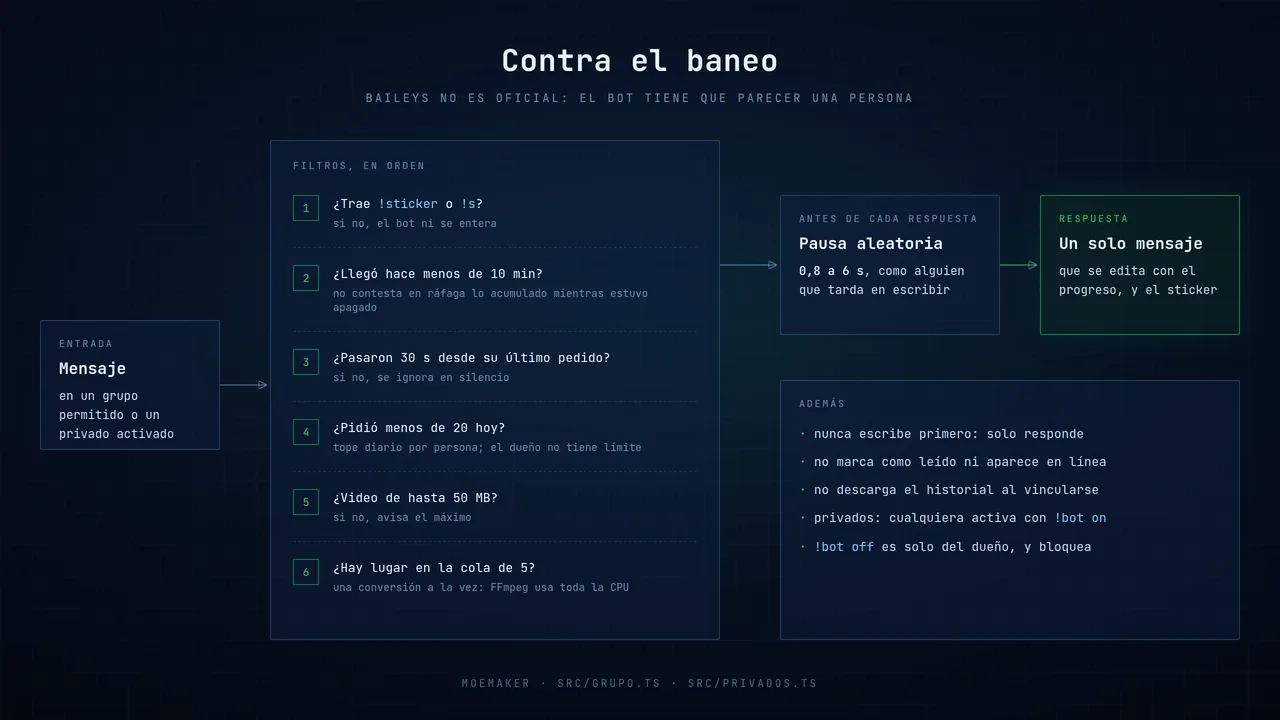 Contra el baneo
BAILEYS NO ES OFICIAL: EL BOT TIENE QUE PARECER UNA PERSONA
ENTRADA
Mensaje
en un grupo
permitido o un
privado activado
FILTROS, EN ORDEN
1
¿Trae !sticker o !s?
si no, el bot ni se entera
2
¿Llegó hace menos de 10 min?
no contesta en ráfaga lo acumulado mientras estuvo
apagado
3
¿Pasaron 30 s desde su último pedido?
si no, se ignora en silencio
4
¿Pidió menos de 20 hoy?
tope diario por persona; el dueño no tiene límite
5
¿Video de hasta 50 MB?
si no, avisa el máximo
6
¿Hay lugar en la cola de 5?
una conversión a la vez: FFmpeg usa toda la CPU
ANTES DE CADA RESPUESTA
Pausa aleatoria
0,8 a 6 s, como alguien
que tarda en escribir
RESPUESTA
Un solo mensaje
que se edita con el
progreso, y el sticker
ADEMÁS
· nunca escribe primero: solo responde
· no marca como leído ni aparece en línea
· no descarga el historial al vincularse
· privados: cualquiera activa con !bot on
· !bot off es solo del dueño, y bloquea
MOEMAKER · SRC/GRUPO.TS · SRC/PRIVADOS.TS